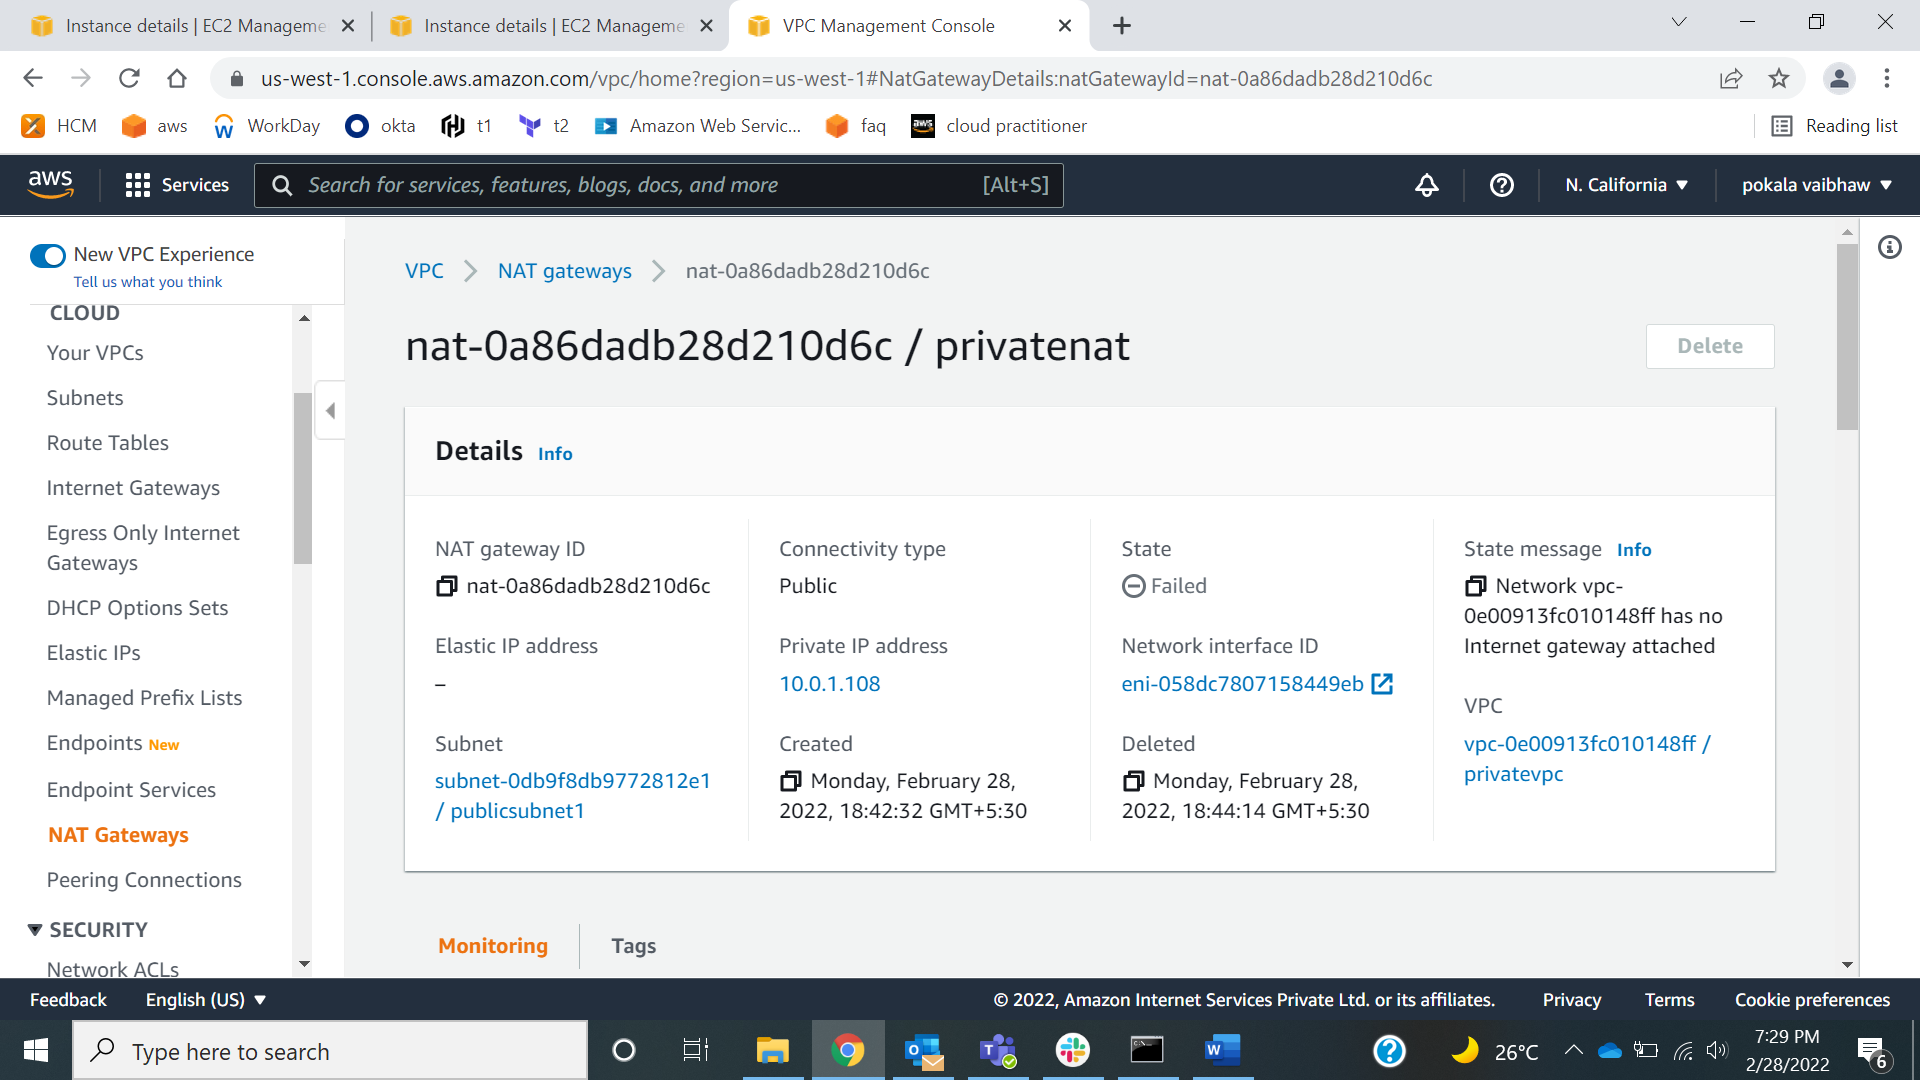 Instance details | EC2 Manageme
Instance details | EC2 Manageme
VPC Management Console
us-west-1.console.aws.amazon.com/vpc/home?region=us-west-1#NatGatewayDetails:natGatewayId=nat-0a86dadb28d210d6c
HCM
aws
WorkDay
okta
t1
t2
Amazon Web Servic...
faq
cloud practitioner
Reading list
aws
Services
Search for services, features, blogs, docs, and more
[Alt+S]
N. California
pokala vaibhaw
New VPC Experience
Tell us what you think
CLOUD
Your VPCs
Subnets
Route Tables
Internet Gateways
Egress Only Internet
Gateways
DHCP Options Sets
Elastic IPs
Managed Prefix Lists
Endpoints New
Endpoint Services
NAT Gateways
Peering Connections
SECURITY
Network ACLs
VPC
NAT gateways
nat-0a86dadb28d210d6c
nat-0a86dadb28d210d6c / privatenat
Delete
Details Info
NAT gateway ID
nat-0a86dadb28d210d6c
Connectivity type
Public
State
Failed
State message Info
Network vpc-
0e00913fc010148ff has no
Internet gateway attached
Elastic IP address
–
Private IP address
10.0.1.108
Network interface ID
eni-058dc7807158449eb
VPC
vpc-0e00913fc010148ff /
privatevpc
Subnet
subnet-0db9f8db9772812e1
/ publicsubnet1
Created
Monday, February 28,
2022, 18:42:32 GMT+5:30
Deleted
Monday, February 28,
2022, 18:44:14 GMT+5:30
Monitoring
Tags
Feedback
English (US)
© 2022, Amazon Internet Services Private Ltd. or its affiliates.
Privacy
Terms
Cookie preferences
Type here to search
26°C
7:29 PM
2/28/2022
6